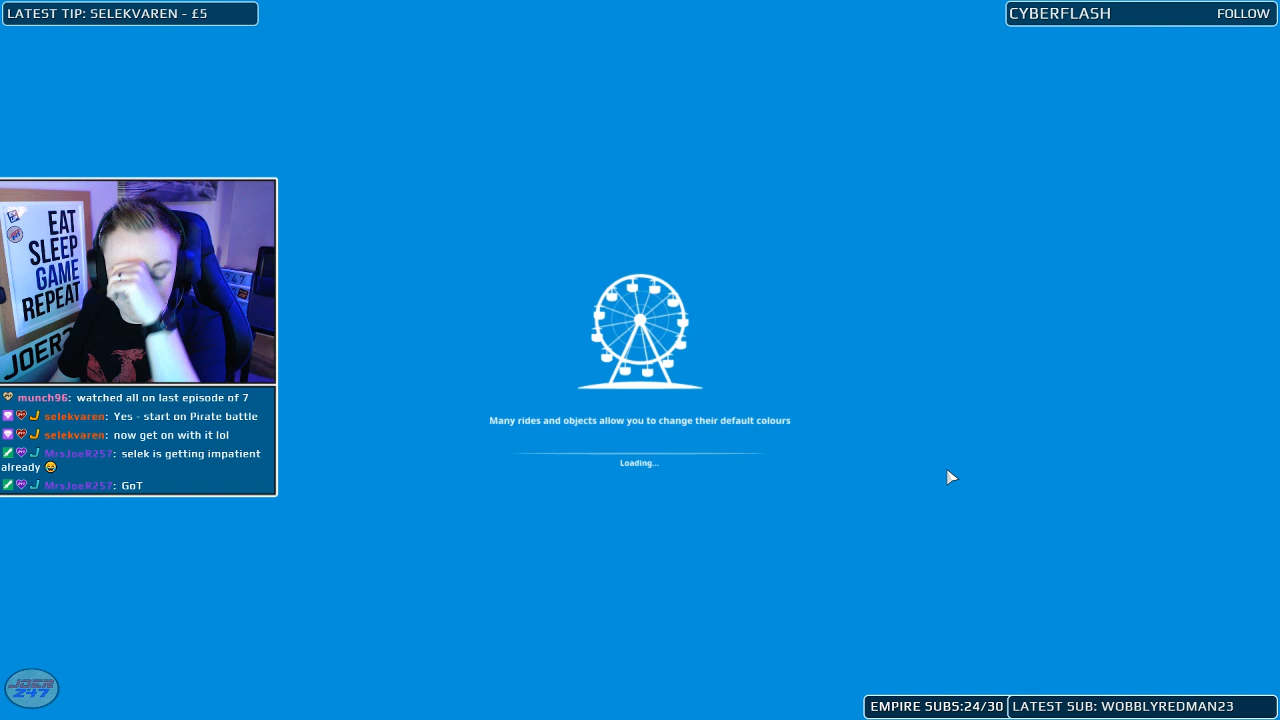 LATEST TIP: SELEKVAREN - £5
CYBERFLASH FOLLOW
EAT
SLEEP
GAME
REPEAT
247
munch96: watched all on last episode of 7
selekvaren: Yes - start on Pirate battle
selekvaren: now get on with it lol
MrsJoeR257: selek is getting impatient
already
MrsJoeR257: GoT
Many rides and objects allow you to change their default colours
Loading...
JOER
247
EMPIRE SUBS:24/30
LATEST SUB: WOBBLYREDMAN23